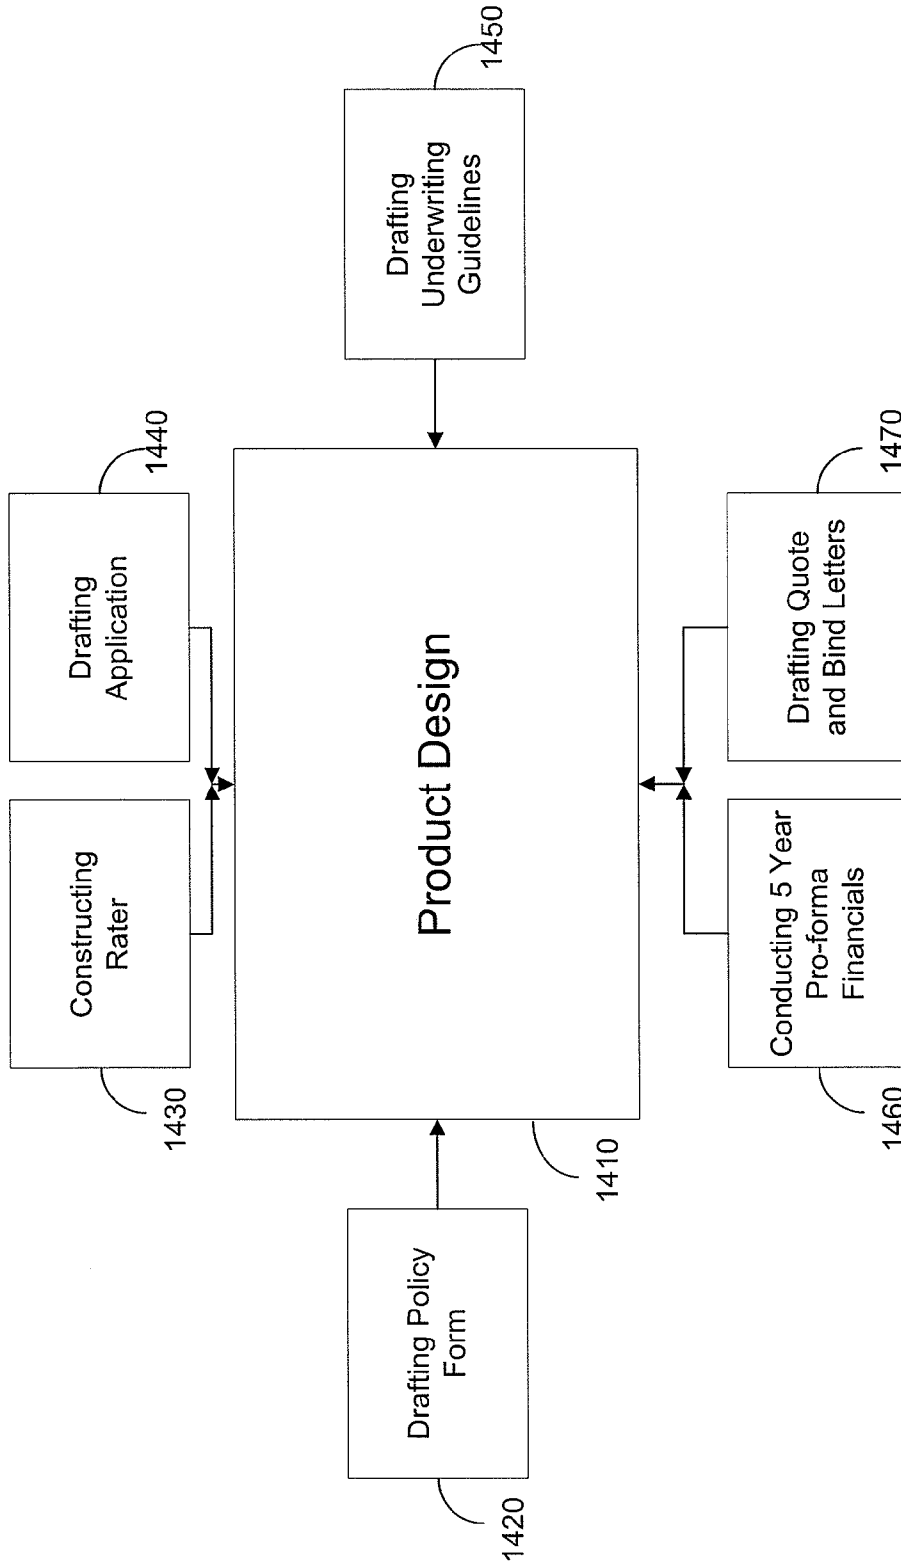 Constructing
Rater
1430
Drafting
Application
1440
Drafting Policy
Form
1420
Product Design
1410
Drafting
Underwriting
Guidelines
1450
Conducting 5 Year
Pro-forma
Financials
1460
Drafting Quote
and Bind Letters
1470